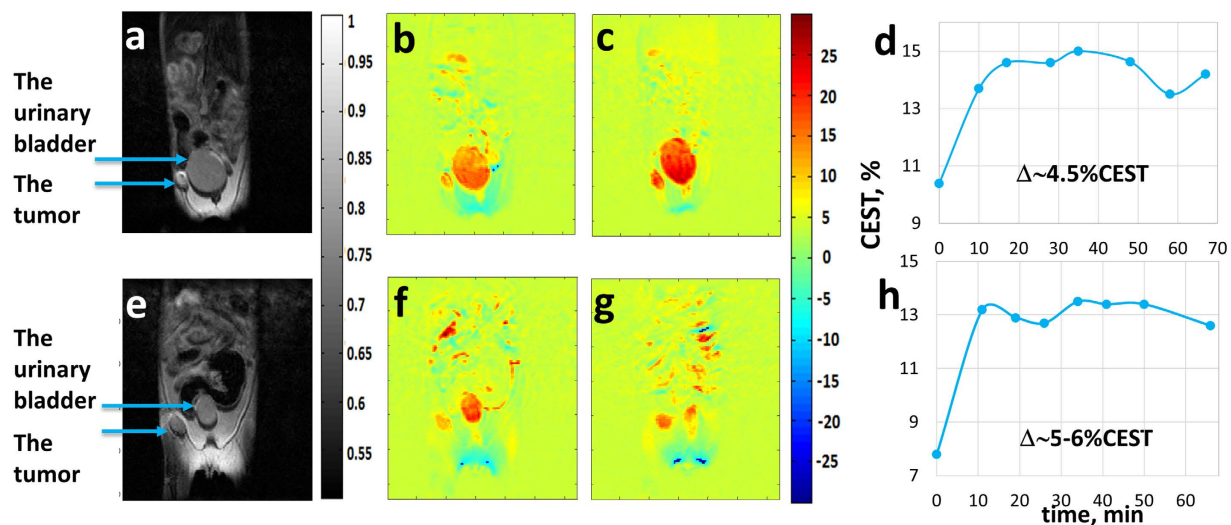 a
The
urinary
bladder
The
tumor
1
0.95
0.9
0.85
0.8
0.75
0.7
0.65
0.6
0.55
b
c
25
20
15
10
5
0
-5
-10
-15
-20
-25
d
CEST, %
15
13
11
9
0 10 20 30 40 50 60 70
Δ~4.5%CEST
e
The
urinary
bladder
The
tumor
f
g
h
15
13
11
9
7
0 10 20 30 40 50 60
Δ~5-6%CEST
time, min